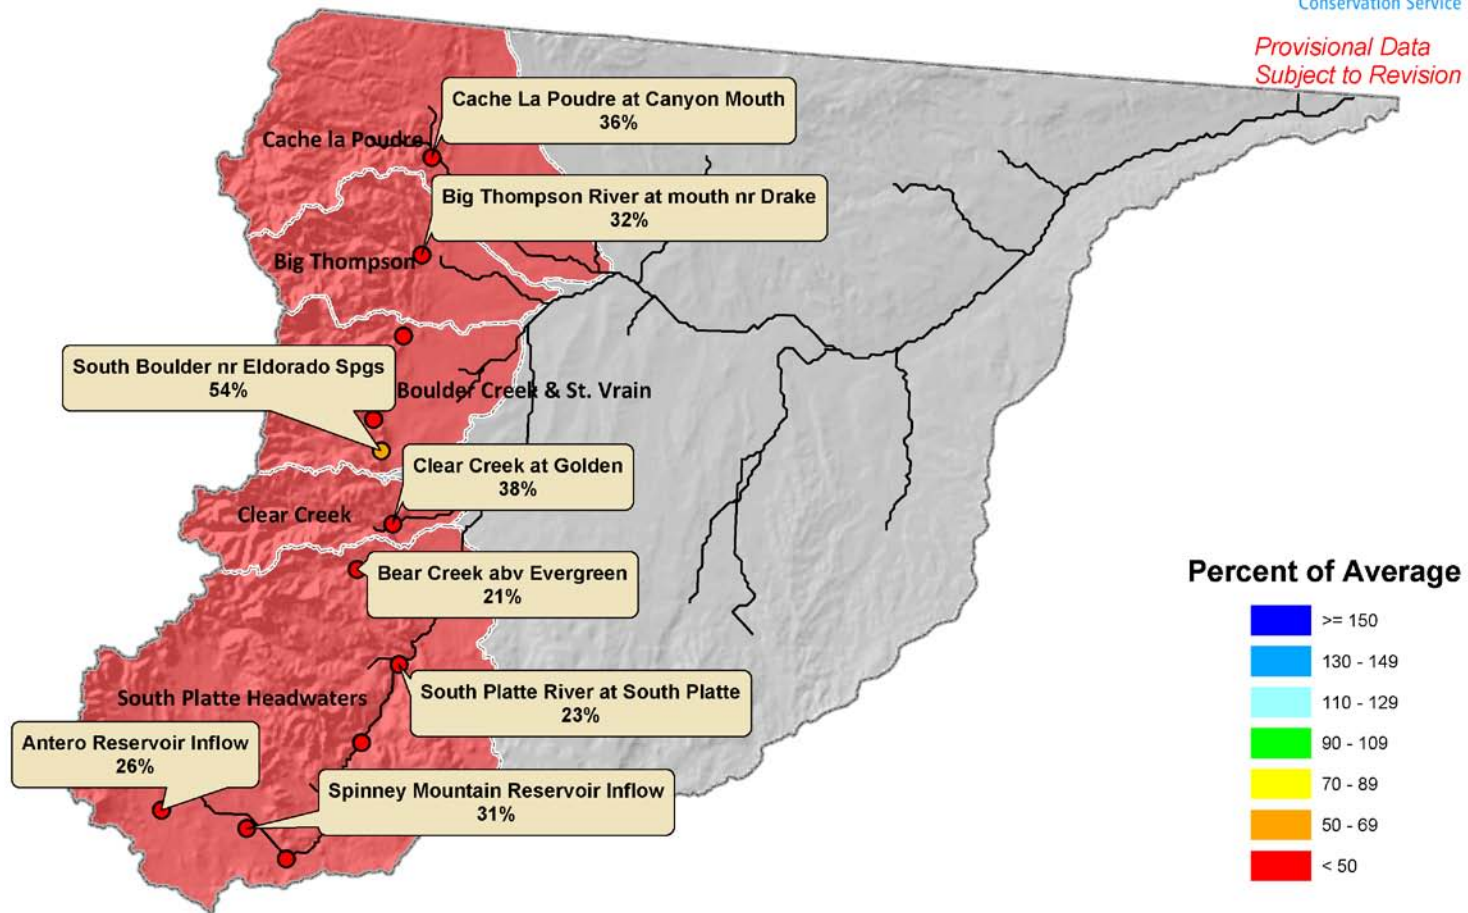 Conservation Service
Provisional Data
Subject to Revision
Cache La Poudre at Canyon Mouth
36%
Cache la Poudre
Big Thompson River at mouth nr Drake
32%
Big Thompson
South Boulder nr Eldorado Spgs
54%
Boulder Creek & St. Vrain
Clear Creek at Golden
38%
Clear Creek
Bear Creek abv Evergreen
21%
South Platte Headwaters
South Platte River at South Platte
23%
Antero Reservoir Inflow
26%
Spinney Mountain Reservoir Inflow
31%
Percent of Average
>= 150
130 - 149
110 - 129
90 - 109
70 - 89
50 - 69
< 50